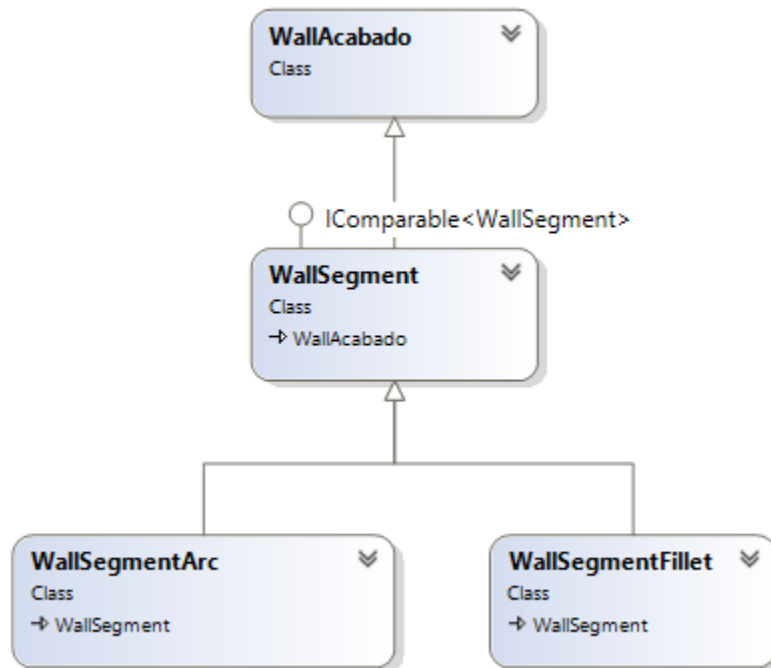 WallAcabado
Class
IComparable<WallSegment>
WallSegment
Class
WallAcabado
WallSegmentArc
Class
WallSegment
WallSegmentFillet
Class
WallSegment